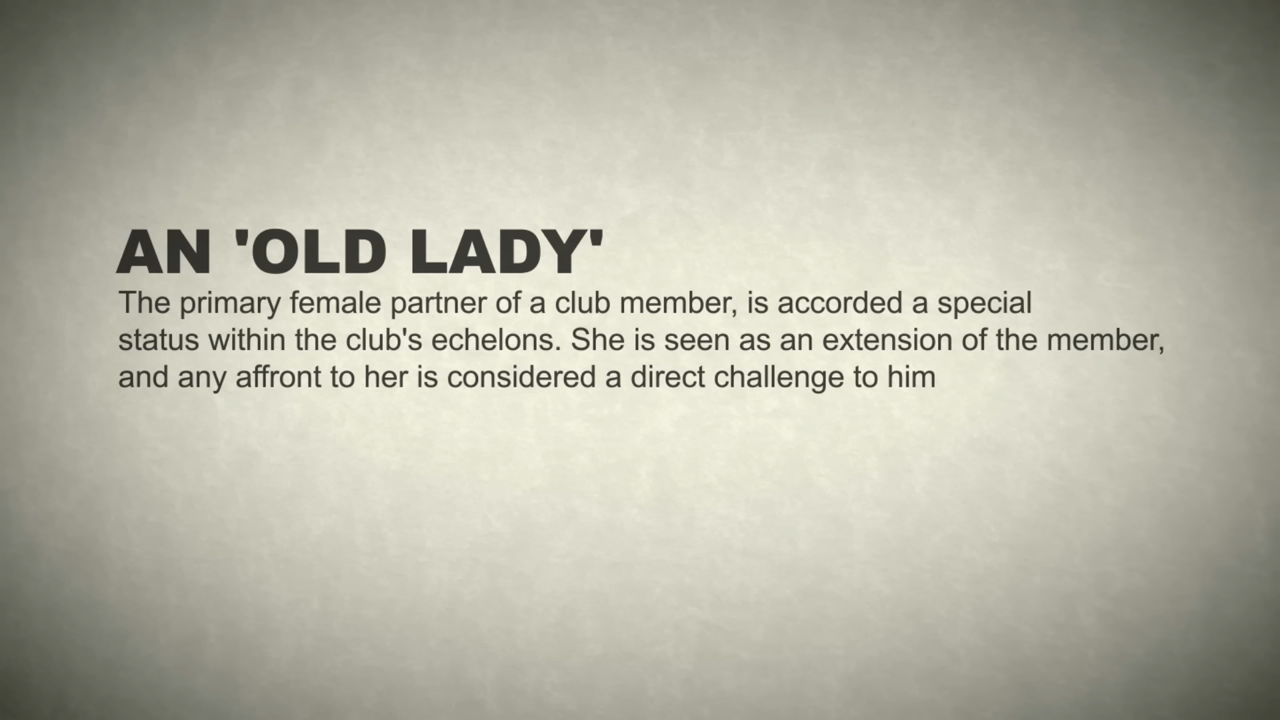 AN 'OLD LADY'
The primary female partner of a club member, is accorded a special
status within the club's echelons. She is seen as an extension of the member,
and any affront to her is considered a direct challenge to him